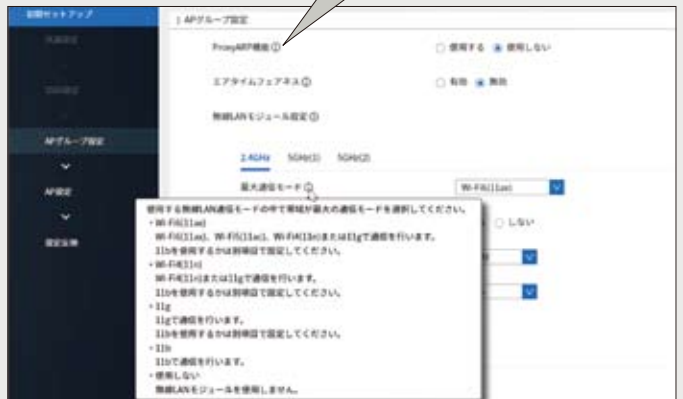 初期セットアップ
APグループ設定
ProxyARP機能
使用する 使用しない
エアタイムフェアネス
有効 無効
無線LANモジュール設定
2.4GHz 5GHz(1) 5GHz(2)
APグループ設定
最大通信モード
Wi-Fi6(11ax)
AP設定
しない
設定反映
使用する無線LAN通信モードの中で帯域が最大の通信モードを選択してください。
・Wi-Fi6(11ax)
Wi-Fi6(11ax)、Wi-Fi5(11ac)、Wi-Fi4(11n)または11gで通信を行います。
11bを使用するかは別項目で設定してください。
・Wi-Fi4(11n)
Wi-Fi4(11n)または11gで通信を行います。
11bを使用するかは別項目で設定してください。
・11g
11gで通信を行います。
11bを使用するかは別項目で設定してください。
・11b
11bで通信を行います。
・使用しない
無線LANモジュールを使用しません。